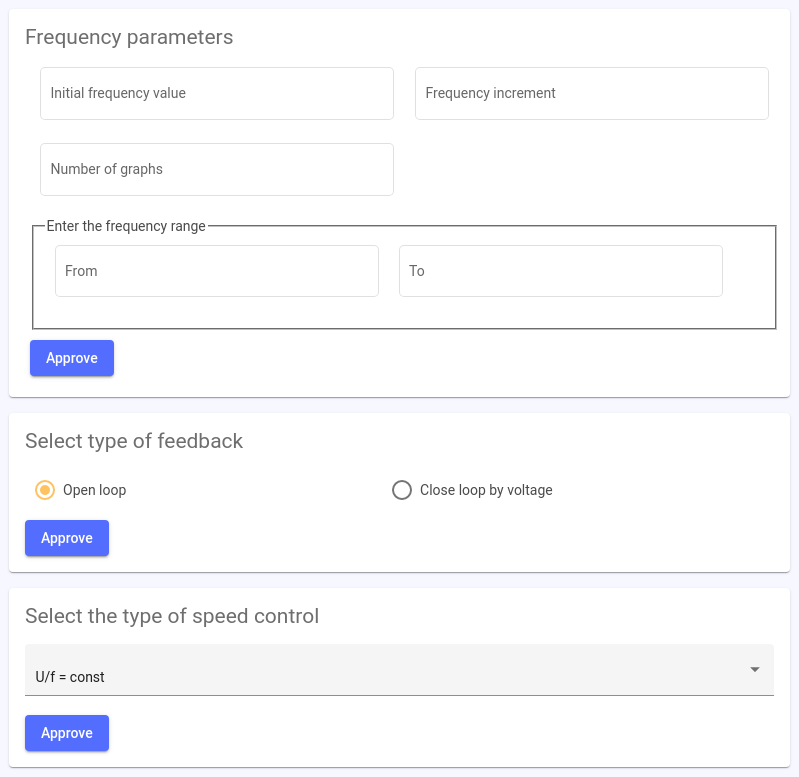 Frequency parameters
Initial frequency value
Frequency increment
Number of graphs
Enter the frequency range
From
To
Approve
Select type of feedback
Open loop
Close loop by voltage
Approve
Select the type of speed control
U/f = const
Approve